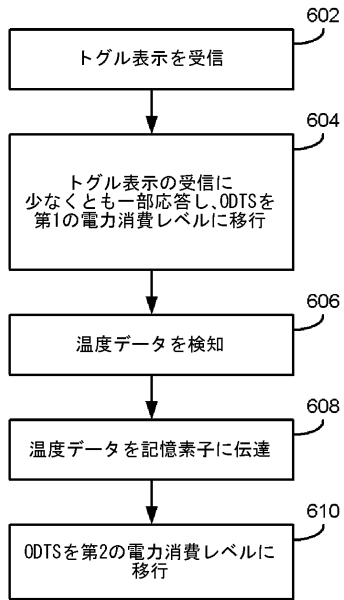 602
トグル表示を受信
604
トグル表示の受信に
少なくとも一部応答し、ODTSを
第1の電力消費レベルに移行
606
温度データを検知
608
温度データを記憶素子に伝達
610
ODTSを第2の電力消費レベルに
移行